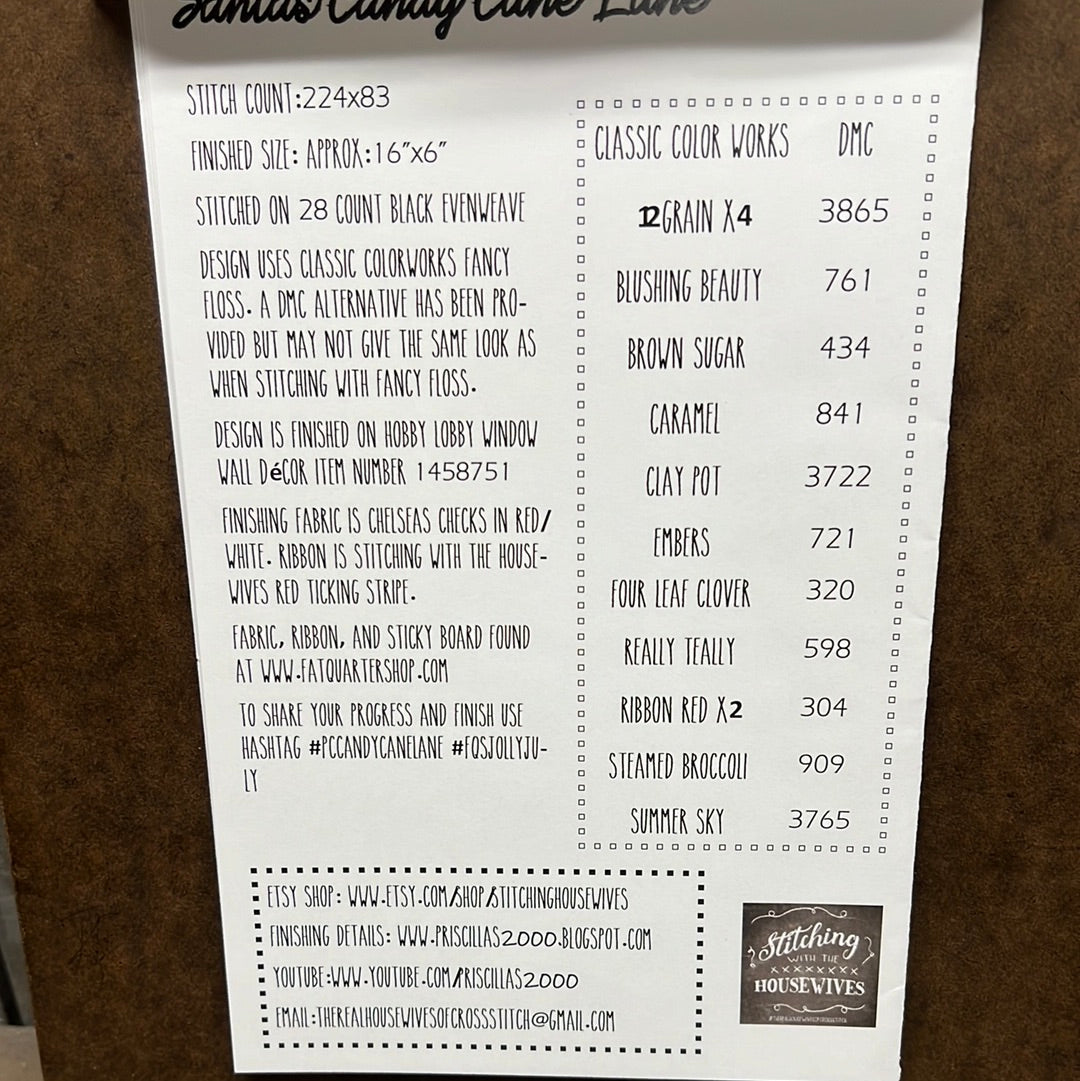 Santas Candy Cane Lane
STITCH COUNT:224x83
FINISHED SIZE: APPROX:16"x6"
STITCHED ON 28 COUNT BLACK EVENWEAVE
DESIGN USES CLASSIC COLORWORKS FANCY
FLOSS. A DMC ALTERNATIVE HAS BEEN PRO-
VIDED BUT MAY NOT GIVE THE SAME LOOK AS
WHEN STITCHING WITH FANCY FLOSS.
DESIGN IS FINISHED ON HOBBY LOBBY WINDOW
WALL DéCOR ITEM NUMBER 1458751
FINISHING FABRIC IS CHELSEAS CHECKS IN RED/
WHITE. RIBBON IS STITCHING WITH THE HOUSE-
WIVES RED TICKING STRIPE.
FABRIC, RIBBON, AND STICKY BOARD FOUND
AT WWW.FATQUARTERSHOP.COM
TO SHARE YOUR PROGRESS AND FINISH USE
HASHTAG #PCCANDYCANELANE #FQSJOLLYJU-
LY
CLASSIC COLOR WORKS DMC
12GRAIN X4 3865
BLUSHING BEAUTY 761
BROWN SUGAR 434
CARAMEL 841
CLAY POT 3722
EMBERS 721
FOUR LEAF CLOVER 320
REALLY TEALLY 598
RIBBON RED X2 304
STEAMED BROCCOLI 909
SUMMER SKY 3765
ETSY SHOP: WWW.ETSY.COM/SHOP/STITCHINGHOUSEWIVES
FINISHING DETAILS: WWW.PRISCILLAS2000.BLOGSPOT.COM
YOUTUBE:WWW.YOUTUBE.COM/PRISCILLAS2000
EMAIL:THEREALHOUSEWIVESOFCROSSSTITCH@GMAIL.COM
Stitching
WITH THE
XXXXXXXX
HOUSEWIVES
#THEREALHOUSEWIVESOFCROSSSTITCH